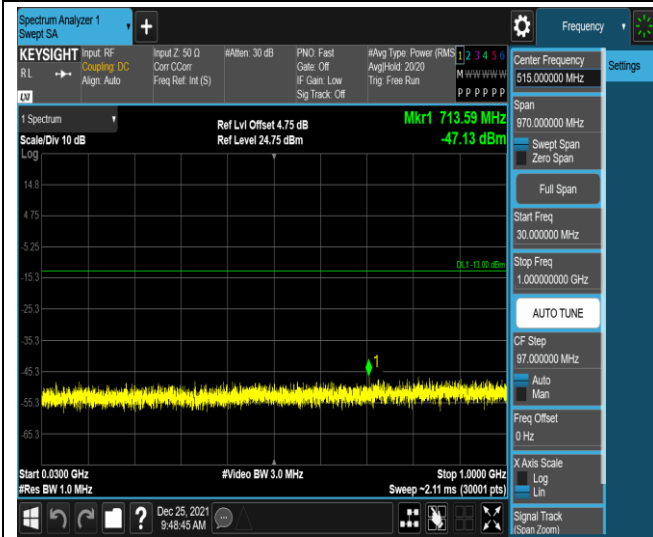 Spectrum Analyzer 1
Swept SA
+
Frequency
KEYSIGHT
RL
LXI
Input: RF
Coupling: DC
Align: Auto
Input Z: 50 Ω
Corr CCorr
Freq Ref: Int (S)
#Atten: 30 dB
PNO: Fast
Gate: Off
IF Gain: Low
Sig Track: Off
#Avg Type: Power (RMS
Avg|Hold: 20/20
Trig: Free Run
1 2 3 4 5 6
M W W W W W
P P P P P P
1 Spectrum
Scale/Div 10 dB
Log
Ref Lvl Offset 4.75 dB
Ref Level 24.75 dBm
Mkr1 713.59 MHz
-47.13 dBm
14.8
4.75
-5.25
-15.3
-25.3
-35.3
-45.3
-55.3
-65.3
DL1 -13.00 dBm
1
Start 0.0300 GHz
#Res BW 1.0 MHz
#Video BW 3.0 MHz
Stop 1.0000 GHz
Sweep ~2.11 ms (30001 pts)
Center Frequency
515.000000 MHz
Settings
Span
970.000000 MHz
Swept Span
Zero Span
Full Span
Start Freq
30.000000 MHz
Stop Freq
1.000000000 GHz
AUTO TUNE
CF Step
97.000000 MHz
Auto
Man
Freq Offset
0 Hz
X Axis Scale
Log
Lin
Signal Track
(Span Zoom)
?
Dec 25, 2021
9:48:45 AM